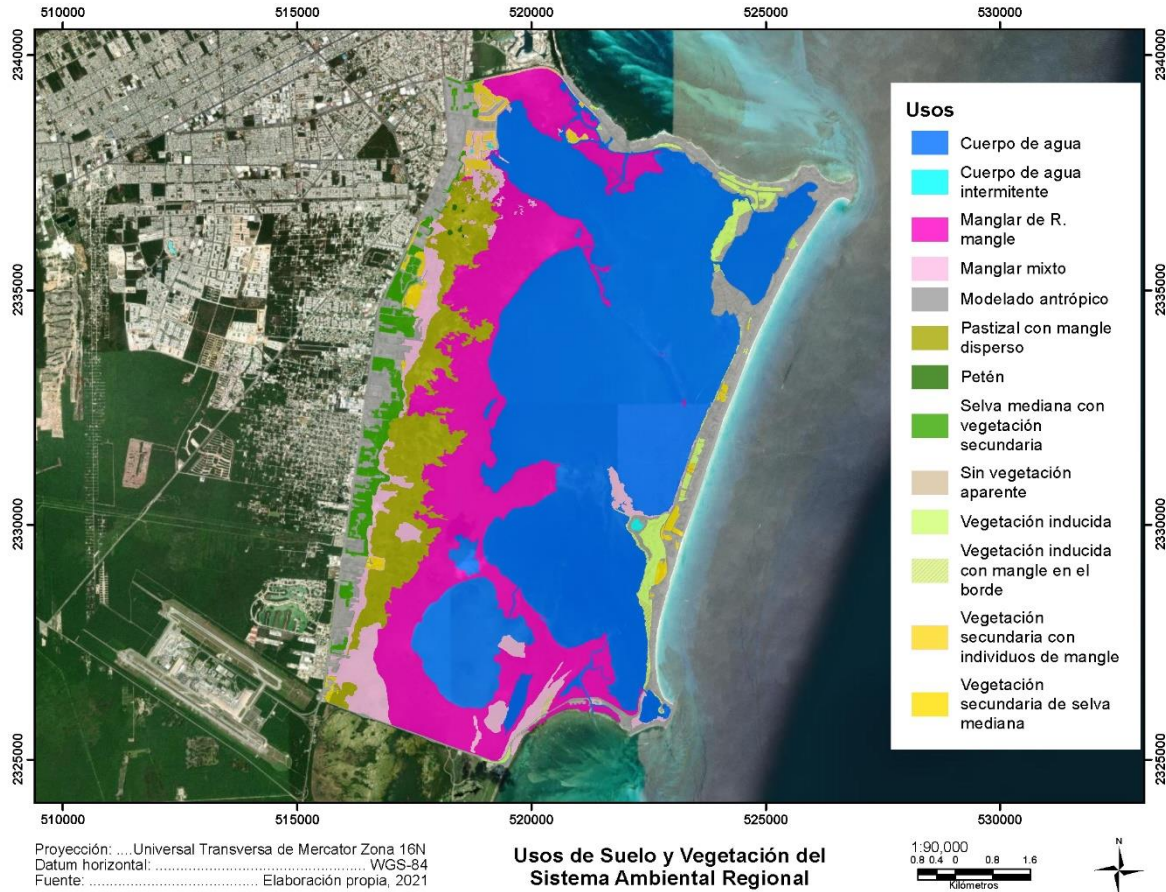 510000 515000 520000 525000 530000
2340000
2340000
2335000
2335000
2330000
2330000
2325000
2325000
Usos
Cuerpo de agua
Cuerpo de agua
intermitente
Manglar de R.
mangle
Manglar mixto
Modelado antrópico
Pastizal con mangle
disperso
Petén
Selva mediana con
vegetación
secundaria
Sin vegetación
aparente
Vegetación inducida
Vegetación inducida
con mangle en el
borde
Vegetación
secundaria con
individuos de mangle
Vegetación
secundaria de selva
mediana
510000 515000 520000 525000 530000
Proyección: ....Universal Transversa de Mercator Zona 16N
Datum horizontal: ........................................ WGS-84
Fuente: ................................ Elaboración propia, 2021
Usos de Suelo y Vegetación del
Sistema Ambiental Regional
1:90,000
0.8 0.4 0 0.8 1.6
Kilómetros
N